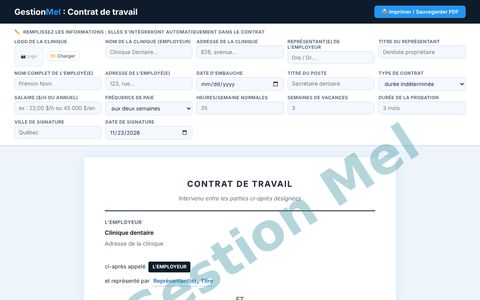 GestionMel : Contrat de travail
🖨️ Imprimer / Sauvegarder PDF
✏️ REMPLISSEZ LES INFORMATIONS : ELLES S'INTÉGRERONT AUTOMATIQUEMENT DANS LE CONTRAT
LOGO DE LA CLINIQUE
NOM DE LA CLINIQUE (EMPLOYEUR)
ADRESSE DE LA CLINIQUE
REPRÉSENTANT(E) DE L'EMPLOYEUR
TITRE DU REPRÉSENTANT
Logo
Charger
Clinique Dentaire ...
626, avenue...
Dre / Dr...
Dentiste propriétaire
NOM COMPLET DE L'EMPLOYÉ(E)
ADRESSE DE L'EMPLOYÉ(E)
DATE D'EMBAUCHE
TITRE DU POSTE
TYPE DE CONTRAT
Prénom Nom
123, rue...
mm/dd/yyyy
Secrétaire dentaire
durée indéterminée
SALAIRE ($/H OU ANNUEL)
FRÉQUENCE DE PAIE
HEURES/SEMAINE NORMALES
SEMAINES DE VACANCES
DURÉE DE LA PROBATION
ex : 22,00 $/h ou 45 000 $/an
aux deux semaines
35
3
3 mois
VILLE DE SIGNATURE
DATE DE SIGNATURE
Québec
11/23/2026
CONTRAT DE TRAVAIL
Intervenu entre les parties ci-après désignées
L'EMPLOYEUR
Clinique dentaire
Adresse de la clinique
ci-après appelé L'EMPLOYEUR
et représenté par Représentant(e), Titre
ET
Gestion Mel